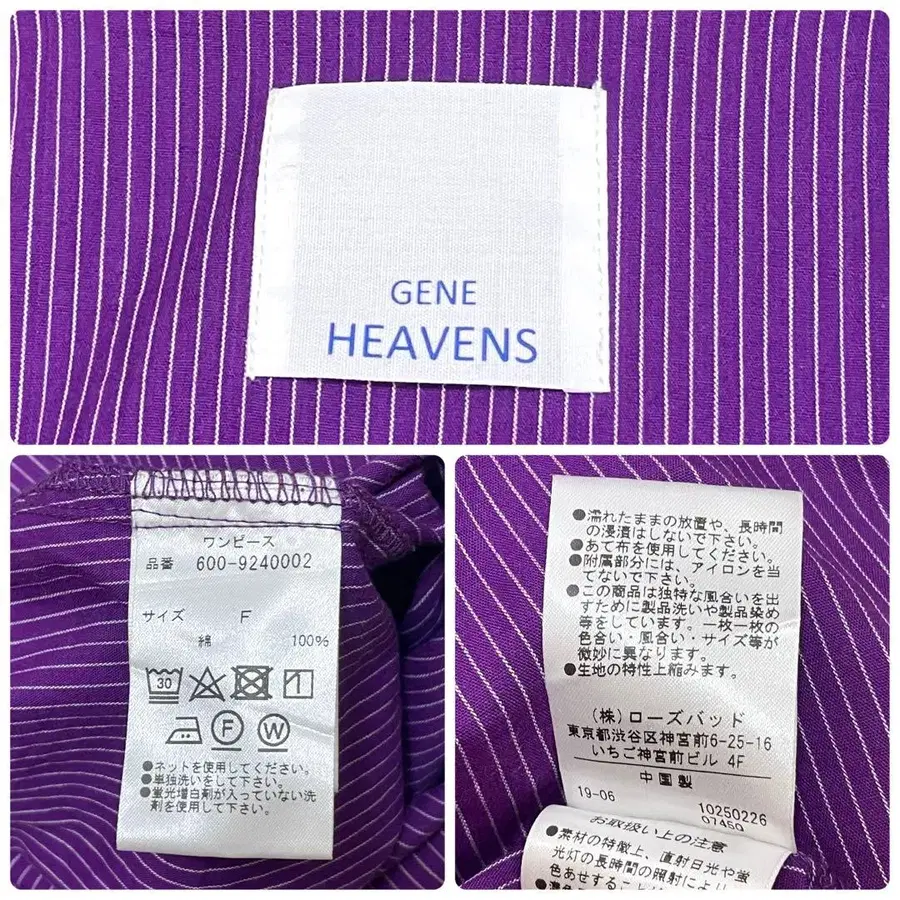 GENE
HEAVENS
ワンピース
品番 600-9240002
サイズ F
綿 100%
30
F
W
●ネットを使用してください。
●単独洗いをして下さい。
●蛍光増白剤が入っていない洗
剤を使用して下さい。
●濡れたままの放置や、長時間
の浸漬はしないで下さい。
●あて布を使用してください。
●附属部分には、アイロンを当
てないで下さい。
●この商品は独特な風合いを出
すために製品洗いや製品染め
等をしています。一枚一枚の
色合い・風合い・サイズ等が
微妙に異なります。
●生地の特性上縮みます。
(株)ローズバッド
東京都渋谷区神宮前6-25-16
いちご神宮前ビル 4F
中国製
19-06 10250226
07459
お取扱い上の注意
●素材の特徴上、直射日光や蛍
光灯の長時間の照射により
色あせすること